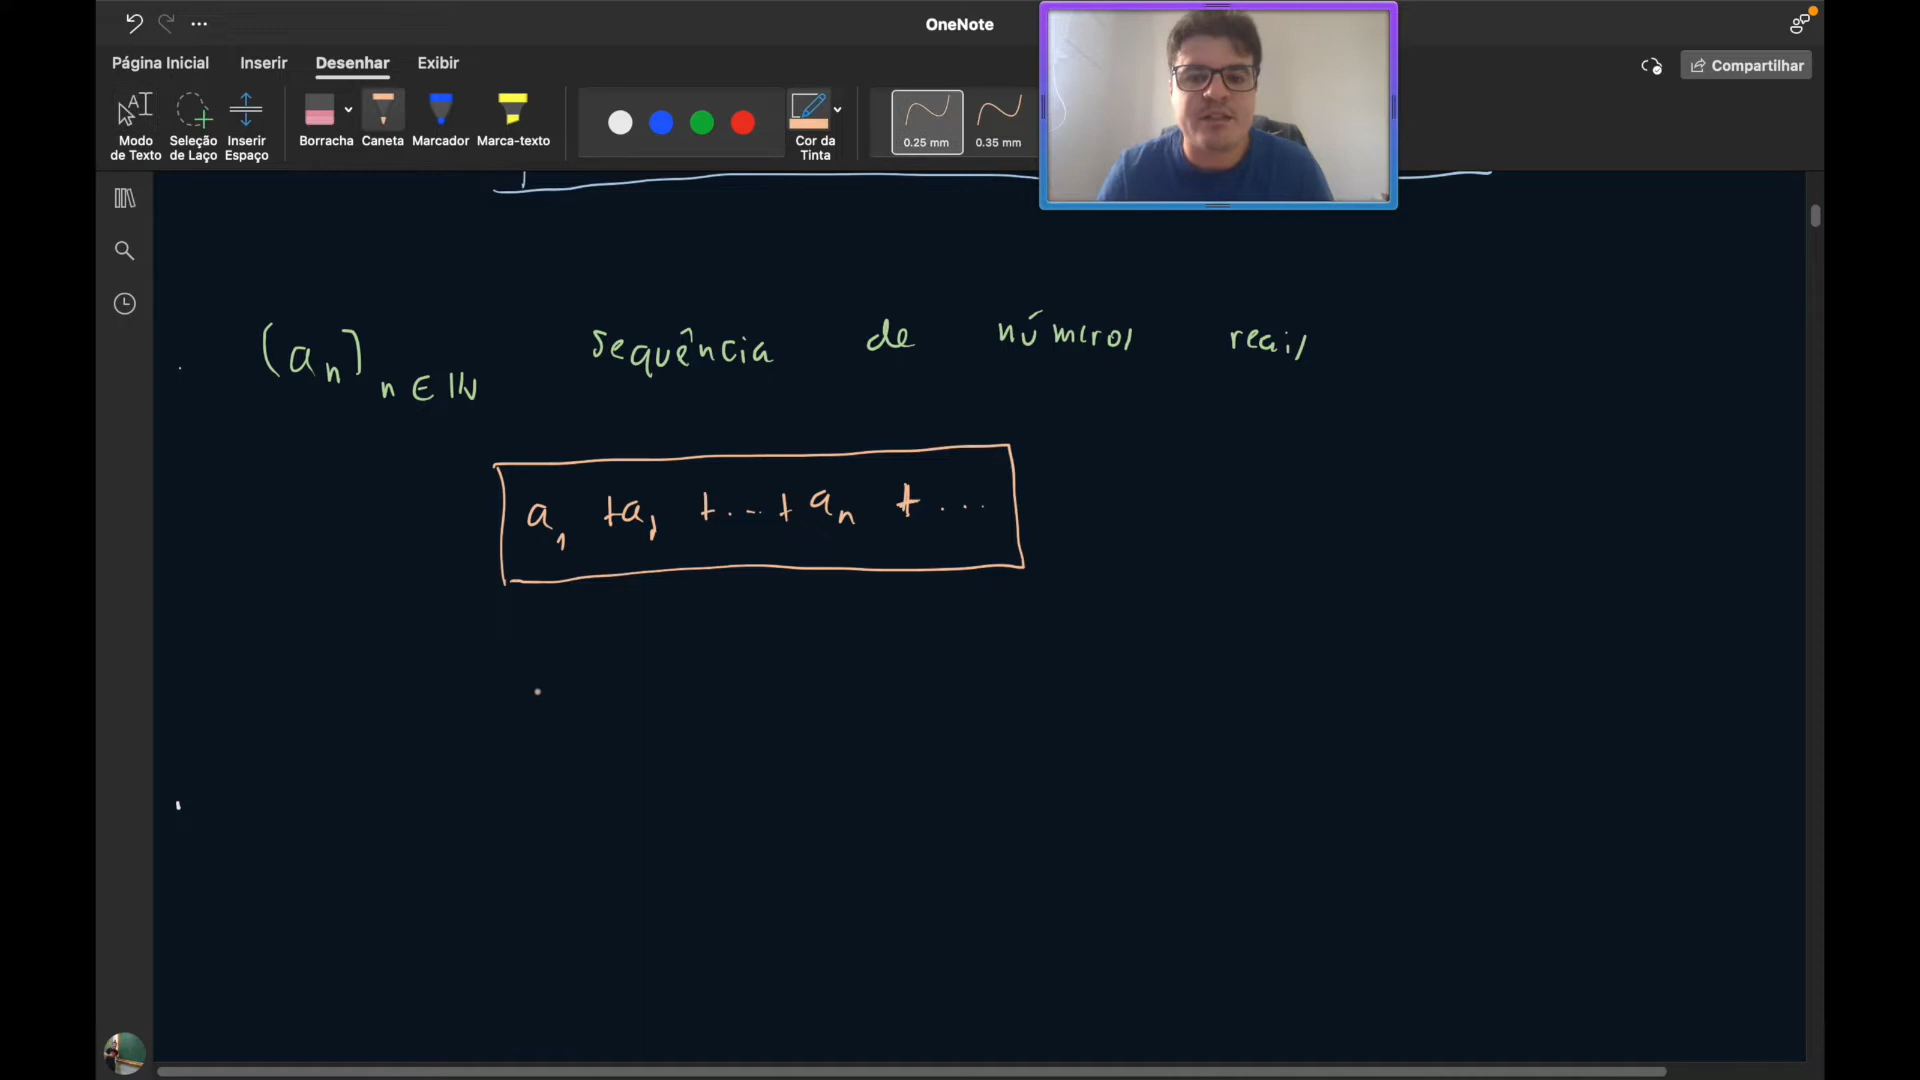 OneNote
Página Inicial Inserir Desenhar Exibir
Compartilhar
Modo de Texto
Seleção de Laço
Inserir Espaço
Borracha
Caneta
Marcador
Marca-texto
Cor da Tinta
0.25 mm
0.35 mm
(aₙ) n ∈ ℕ sequência de números reais
a₁ + a₁ + ... + aₙ + ...